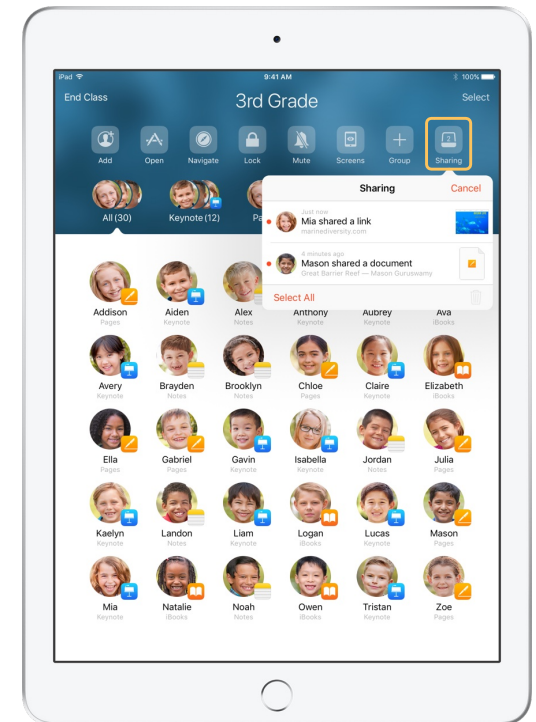 iPad 9:41 AM 100%
End Class 3rd Grade Select
Add Open Navigate Lock Mute Screens Group 2 Sharing
All (30) Keynote (12)
Sharing Cancel
Just now
Mia shared a link
marinediversity.com
4 minutes ago
Mason shared a document
Great Barrier Reef — Mason Guruswamy
Select All
Addison Aiden Alex Anthony Aubrey Ava
Pages Keynote Notes Keynote Keynote iBooks
Avery Brayden Brooklyn Chloe Claire Elizabeth
Keynote Notes Notes Pages Keynote iBooks
Ella Gabriel Gavin Isabella Jordan Julia
Pages Pages Keynote Keynote Notes Pages
Kaelyn Landon Liam Logan Lucas Mason
Keynote Notes Keynote iBooks Keynote Pages
Mia Natalie Noah Owen Tristan Zoe
Keynote iBooks Notes iBooks Keynote Pages